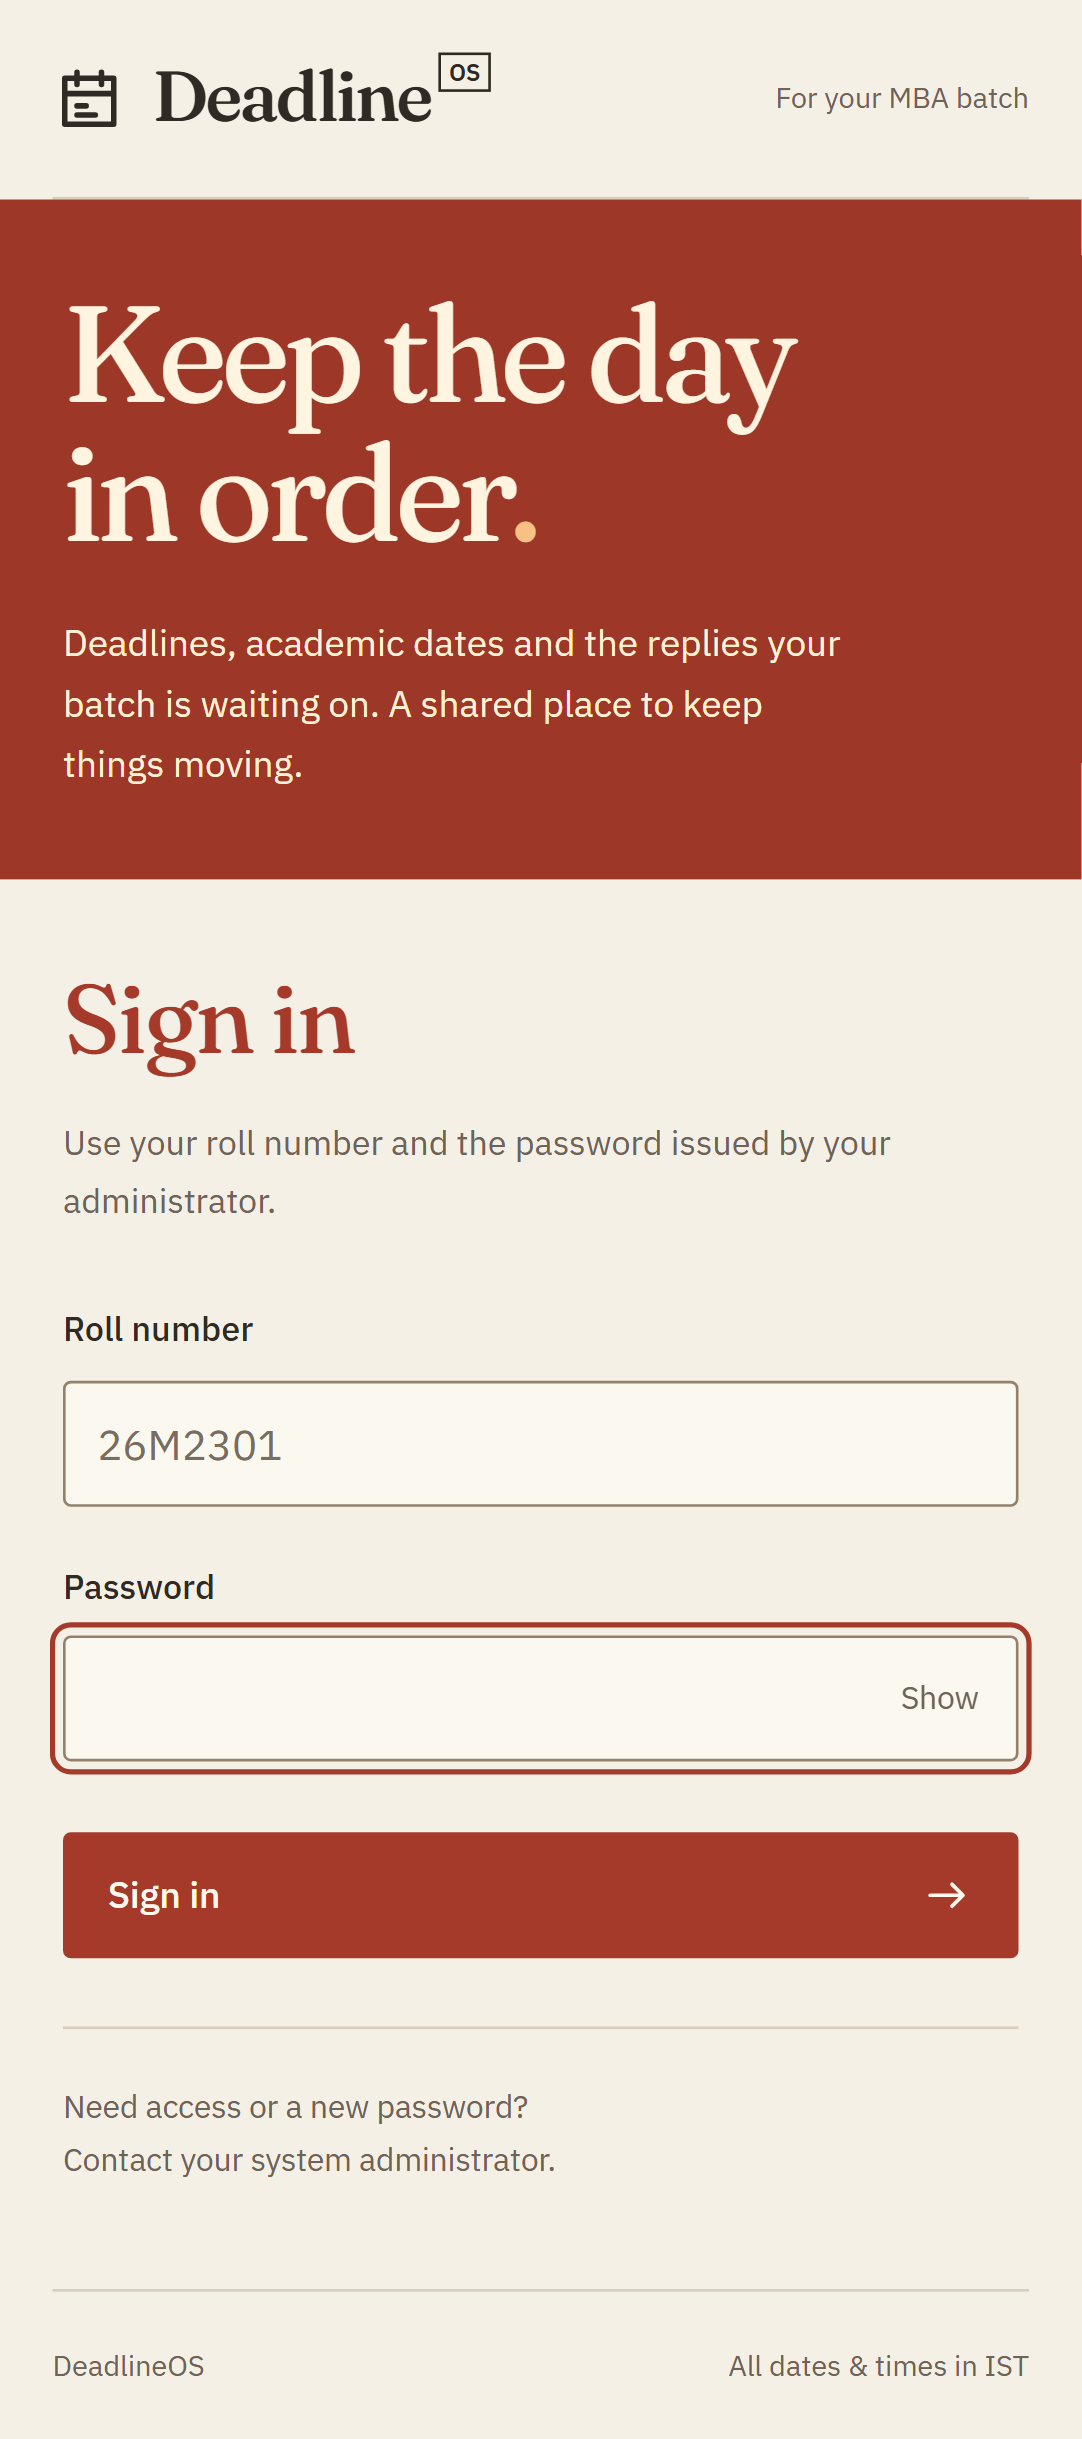 Deadline OS
For your MBA batch
Keep the day
in order.
Deadlines, academic dates and the replies your
batch is waiting on. A shared place to keep
things moving.
Sign in
Use your roll number and the password issued by your
administrator.
Roll number
26M2301
Password
Show
Sign in
Need access or a new password?
Contact your system administrator.
DeadlineOS
All dates & times in IST